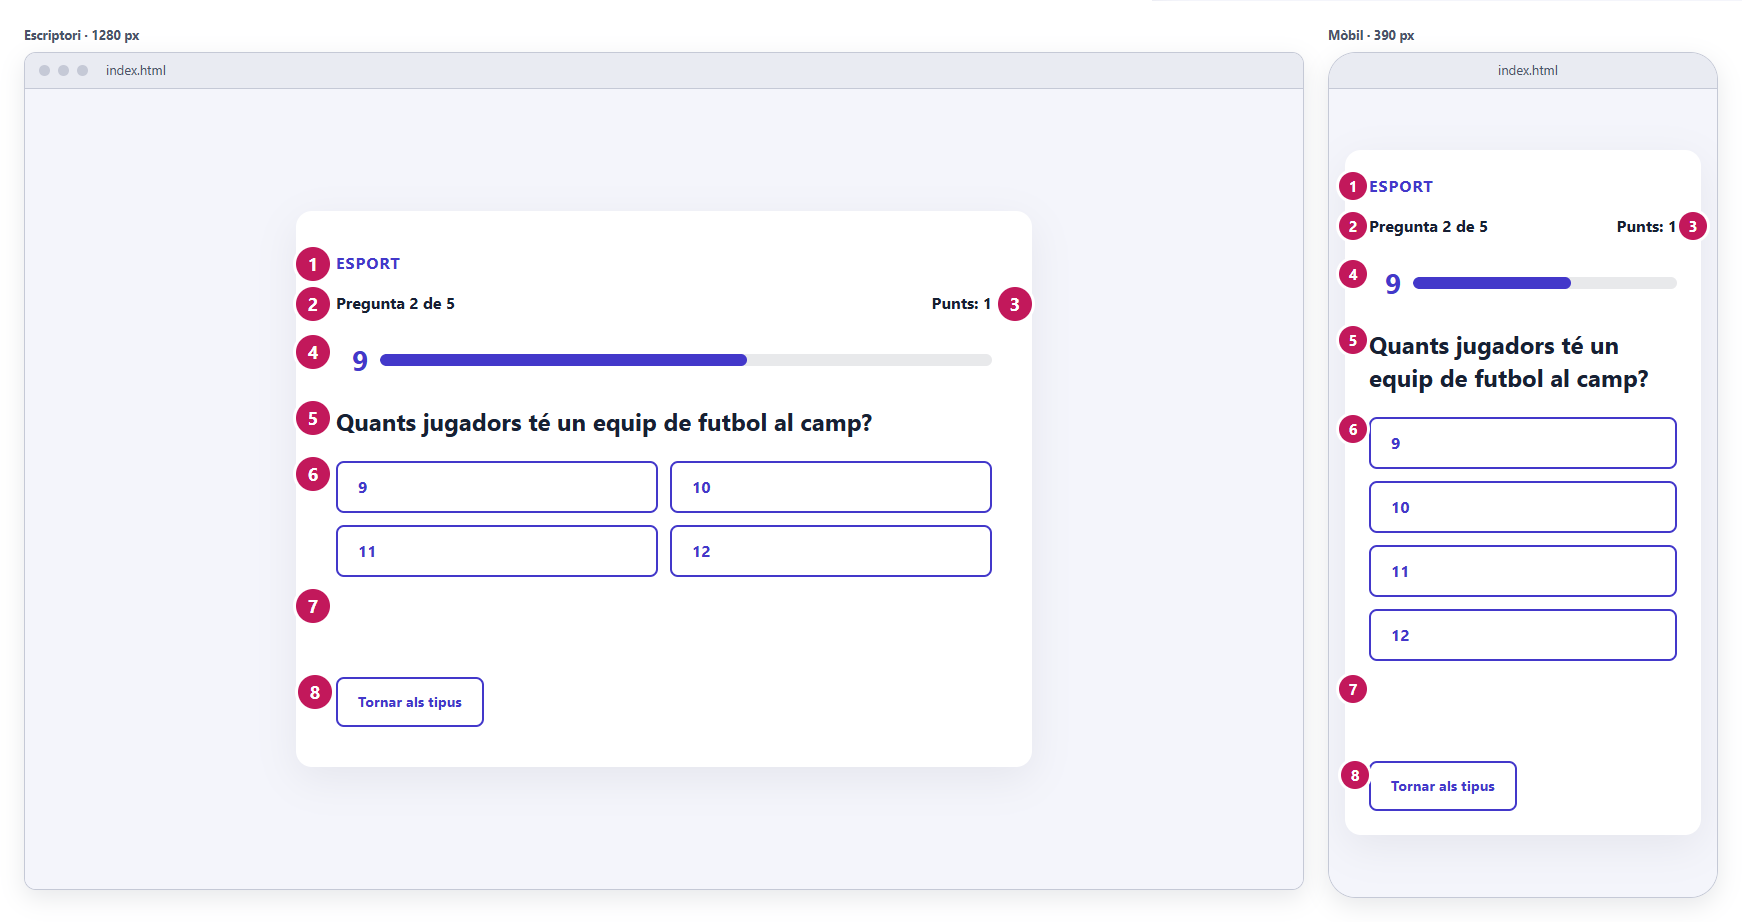 Escriptori · 1280 px
index.html
1 ESPORT
2 Pregunta 2 de 5
Punts: 1 3
4 9
5 Quants jugadors té un equip de futbol al camp?
6 9
10
11
12
7
8 Tornar als tipus
Mòbil · 390 px
index.html
1 ESPORT
2 Pregunta 2 de 5
Punts: 1 3
4 9
5 Quants jugadors té un
equip de futbol al camp?
6 9
10
11
12
7
8 Tornar als tipus